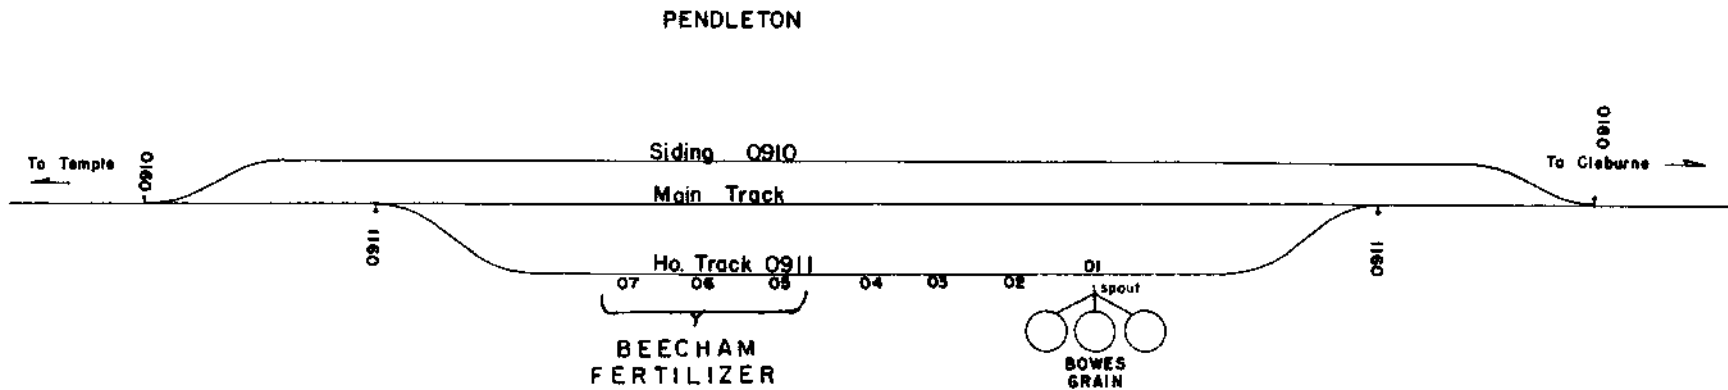 PENDLETON
0910
Siding 0910
To Temple
0910
To Cleburne
Main Track
0911
0911
Ho. Track 0911
01
07 06 05 04 03 02
spout
BEECHAM
FERTILIZER
BOWES
GRAIN